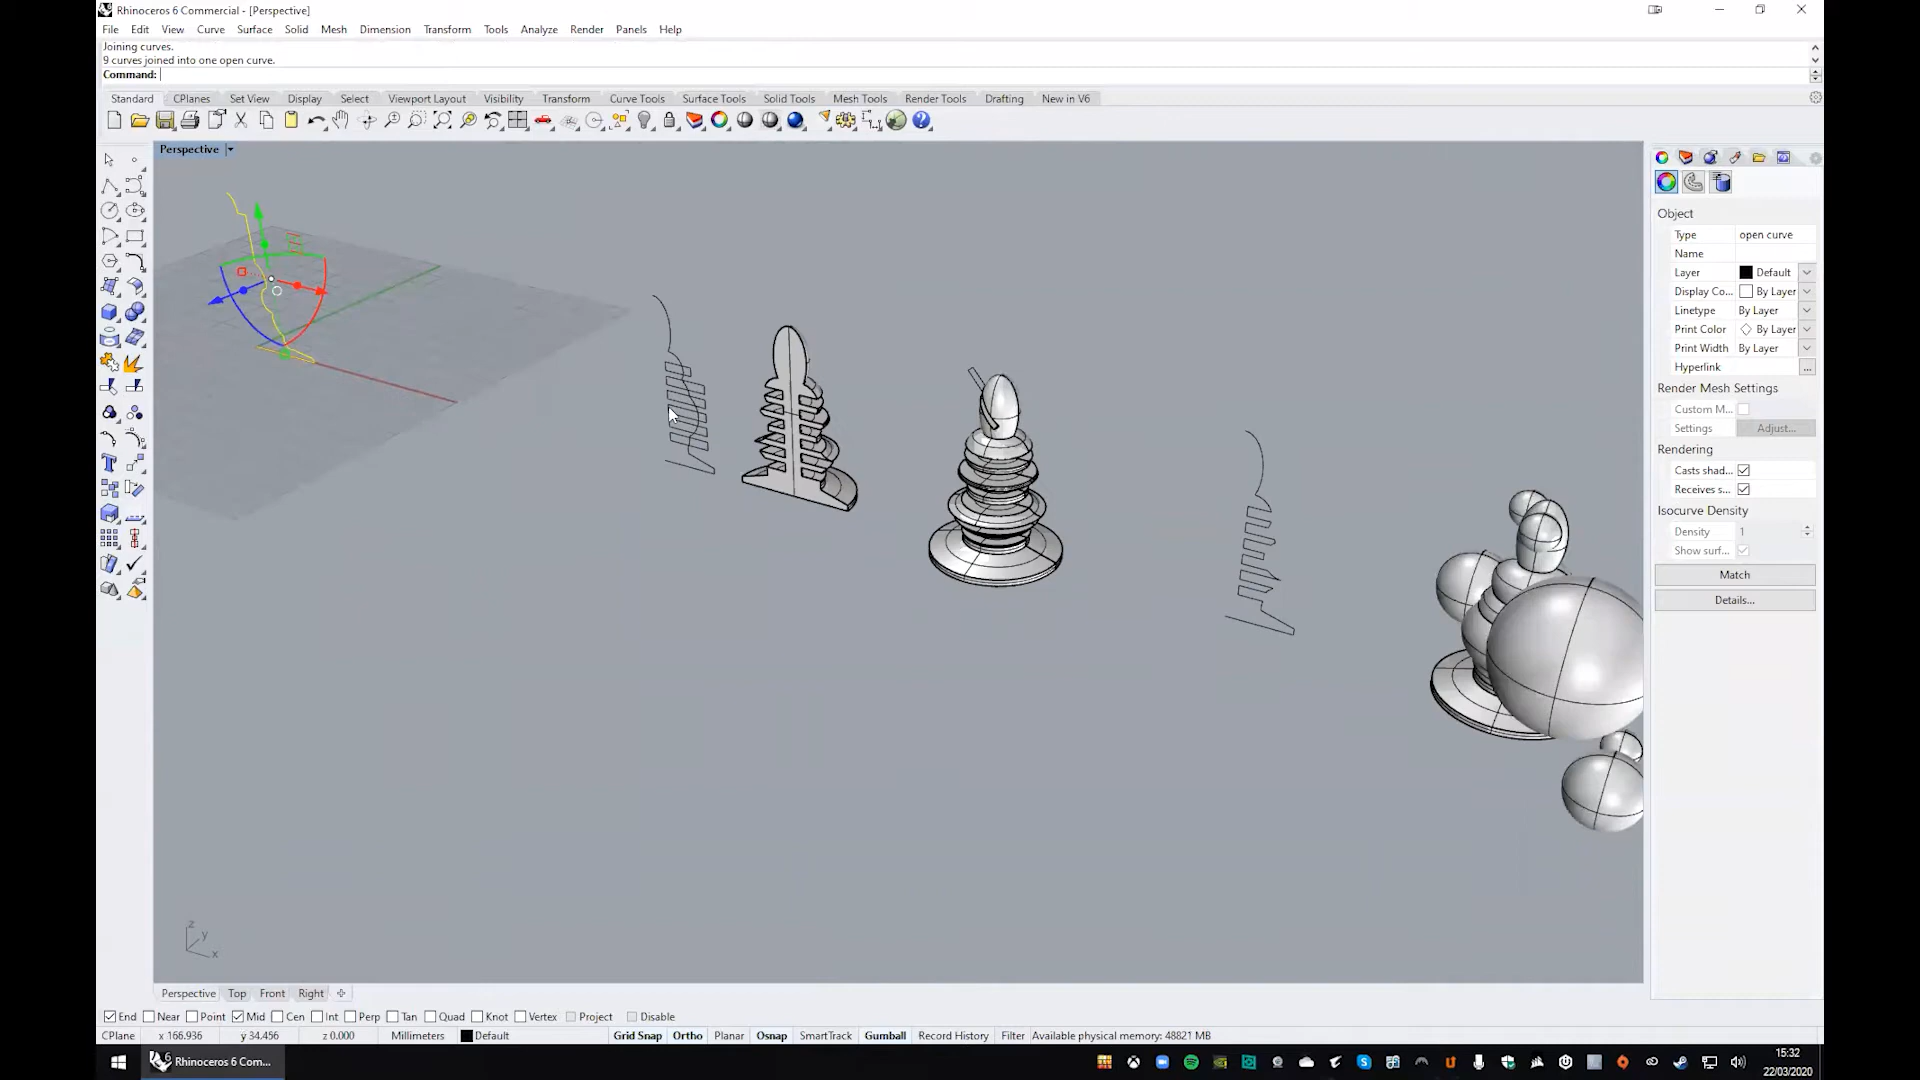 Rhinoceros 6 Commercial - [Perspective]
File Edit View Curve Surface Solid Mesh Dimension Transform Tools Analyze Render Panels Help
Joining curves.
9 curves joined into one open curve.
Command:
Standard CPlanes Set View Display Select Viewport Layout Visibility Transform Curve Tools Surface Tools Solid Tools Mesh Tools Render Tools Drafting New in V6
Perspective
Object
Type open curve
Name
Layer Default
Display Co... By Layer
Linetype By Layer
Print Color By Layer
Print Width By Layer
Hyperlink ...
Render Mesh Settings
Custom M...
Settings Adjust...
Rendering
Casts shad...
Receives s...
Isocurve Density
Density 1
Show surf...
Match
Details...
z
y
x
Perspective Top Front Right
End Near Point Mid Cen Int Perp Tan Quad Knot Vertex Project Disable
CPlane x 166.936 y 34.456 z 0.000 Millimeters Default Grid Snap Ortho Planar Osnap SmartTrack Gumball Record History Filter Available physical memory: 48821 MB
Rhinoceros 6 Com...
15:32
22/03/2020